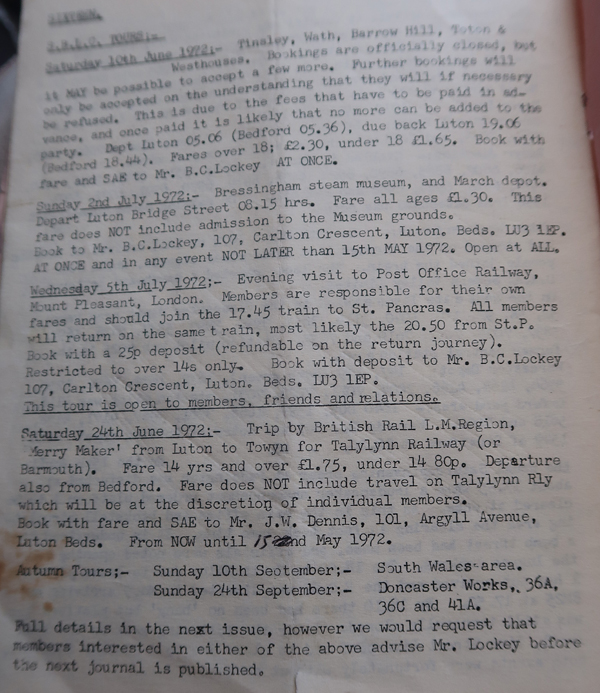 TOURS:-
Saturday 10th June 1972:- Tinsley, Wath, Barrow Hill, Toton &
Westhouses. Bookings are officially closed, but
it MAY be possible to accept a few more. Further bookings will
only be accepted on the understanding that they will if necessary
be refused. This is due to the fees that have to be paid in ad-
vance, and once paid it is likely that no more can be added to the
party. Dept Luton 05.06 (Bedford 05.36), due back Luton 19.06
(Bedford 18.44). Fares over 18; £2.30, under 18 £1.65. Book with
fare and SAE to Mr. B.C.Lockey AT ONCE.
Sunday 2nd July 1972:- Bressingham steam museum, and March depot.
Depart Luton Bridge Street 08.15 hrs. Fare all ages £1.30. This
fare does NOT include admission to the Museum grounds.
Book to Mr. B.C.Lockey, 107, Carlton Crescent, Luton. Beds. LU3 1EP.
AT ONCE and in any event NOT LATER than 15th MAY 1972. Open at ALL.
Wednesday 5th July 1972;- Evening visit to Post Office Railway,
Mount Pleasant, London. Members are responsible for their own
fares and should join the 17.45 train to St. Pancras. All members
will return on the same train, most likely the 20.50 from St.P.
Book with a 25p deposit (refundable on the return journey).
Restricted to over 14s only. Book with deposit to Mr. B.C.Lockey
107, Carlton Crescent, Luton. Beds. LU3 1EP.
This tour is open to members, friends and relations.
Saturday 24th June 1972;- Trip by British Rail L.M.Region,
'Merry Maker' from Luton to Towyn for Talylynn Railway (or
Barmouth). Fare 14 yrs and over £1.75, under 14 80p. Departure
also from Bedford. Fare does NOT include travel on Talylynn Rly
which will be at the discretion of individual members.
Book with fare and SAE to Mr. J.W. Dennis, 101, Argyll Avenue,
Luton Beds. From NOW until 15 nd May 1972.
Autumn Tours;- Sunday 10th September;- South Wales area.
Sunday 24th September;- Doncaster Works,. 36A,
36C and 41A.
Full details in the next issue, however we would request that
members interested in either of the above advise Mr. Lockey before
the next journal is published.